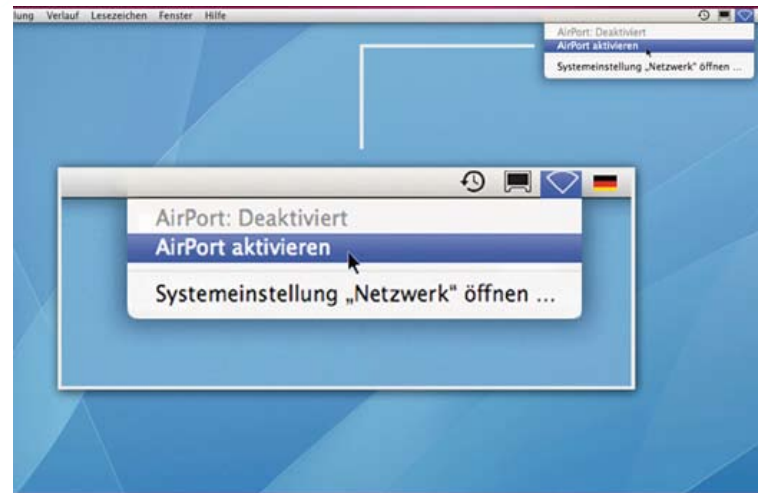 lung Verlauf Lesezeichen Fenster Hilfe
AirPort: Deaktiviert
AirPort aktivieren
Systemeinstellung „Netzwerk“ öffnen ...
AirPort: Deaktiviert
AirPort aktivieren
Systemeinstellung „Netzwerk“ öffnen ...